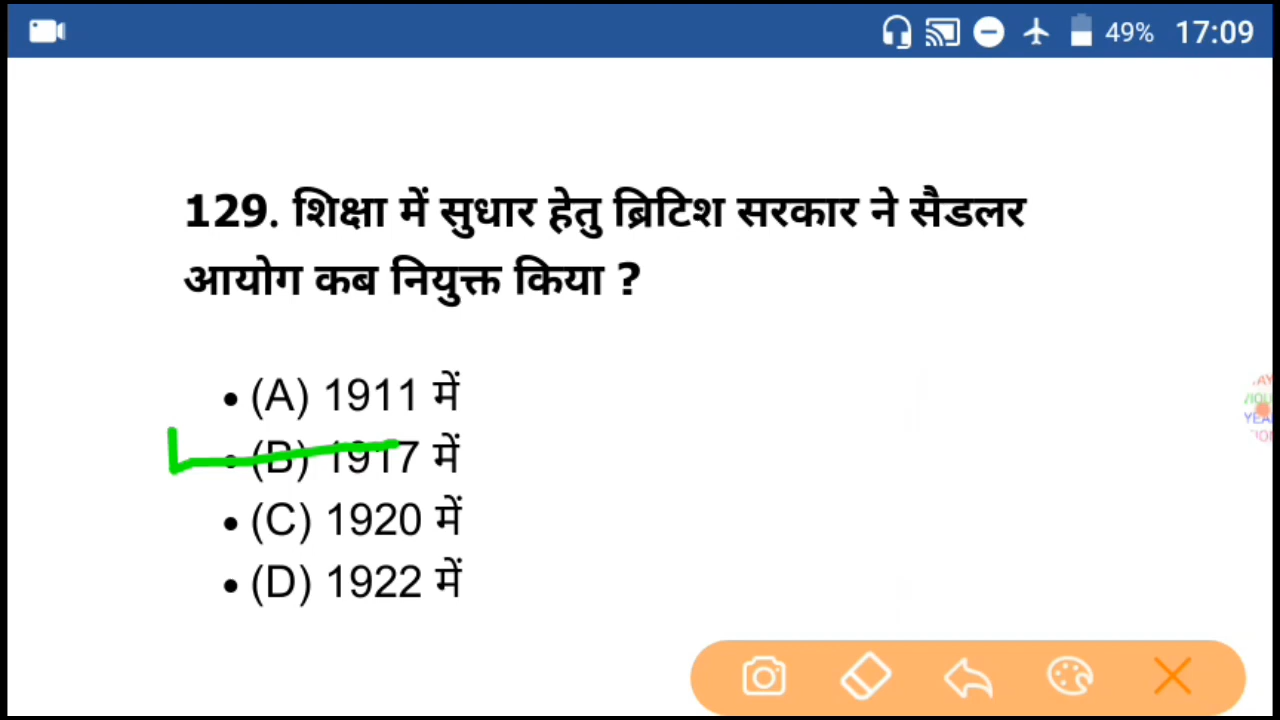 49% 17:09
129. शिक्षा में सुधार हेतु ब्रिटिश सरकार ने सैडलर
आयोग कब नियुक्त किया ?
• (A) 1911 में
• (B) 1917 में
• (C) 1920 में
• (D) 1922 में